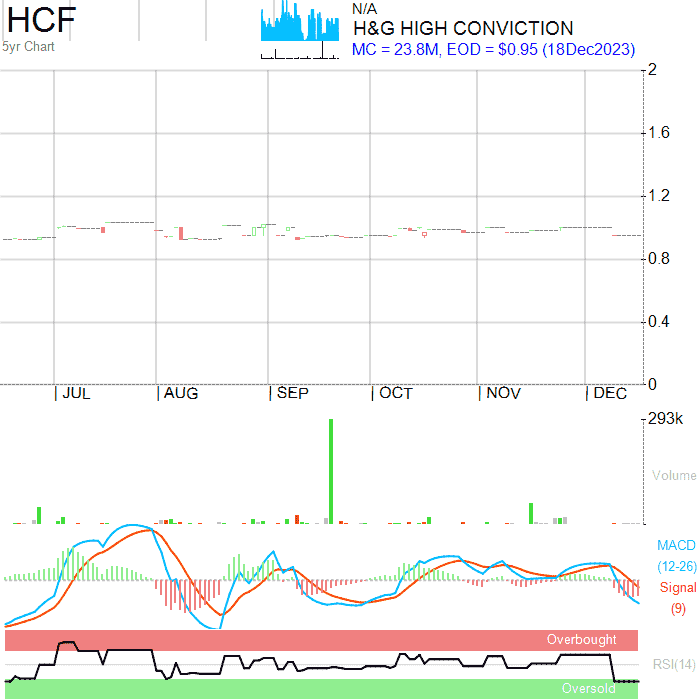 HCF
5yr Chart
N/A
H&G HIGH CONVICTION
MC = 23.8M, EOD = $0.95 (18Dec2023)
2
1.6
1.2
0.8
0.4
0
JUL AUG SEP OCT NOV DEC
293k
Volume
MACD
(12-26)
Signal
(9)
Overbought
RSI(14)
Oversold